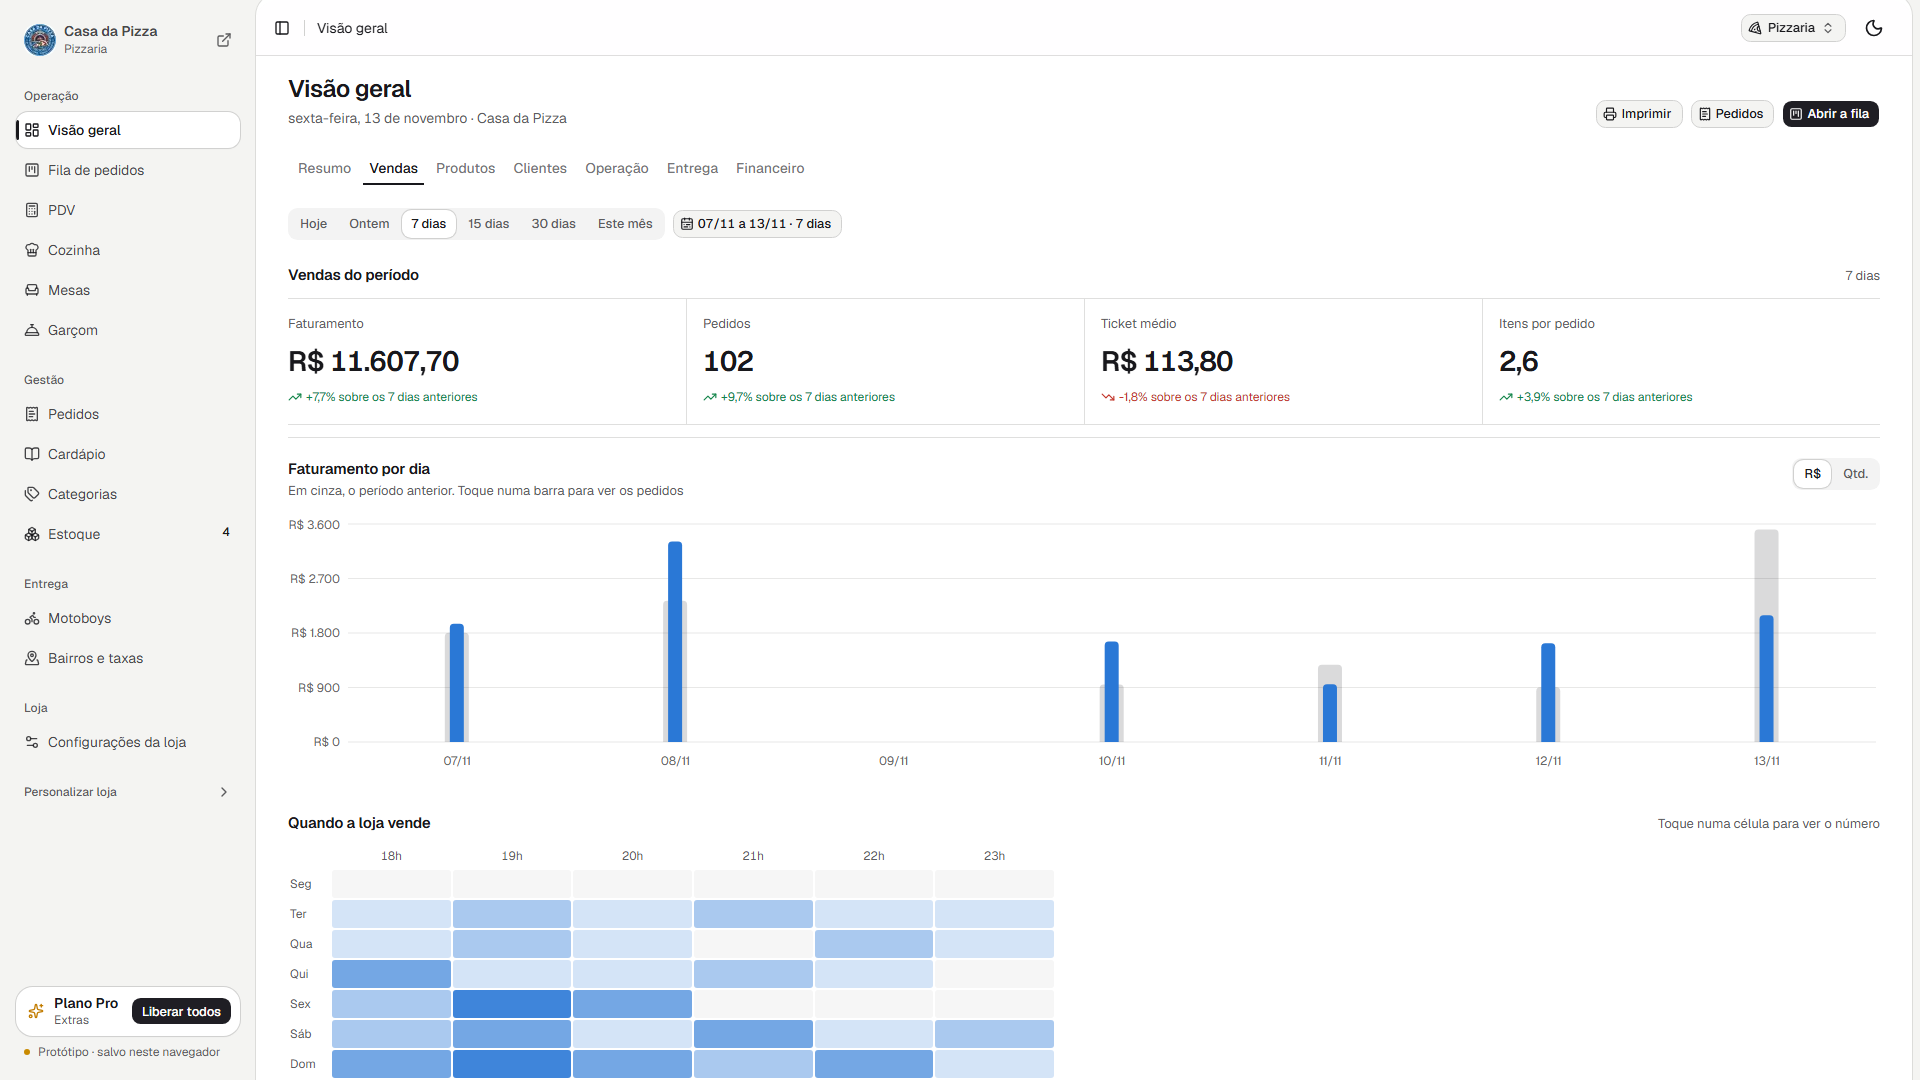 Casa da Pizza
Pizzaria
Operação
Visão geral
Fila de pedidos
PDV
Cozinha
Mesas
Garçom
Gestão
Pedidos
Cardápio
Categorias
Estoque 4
Entrega
Motoboys
Bairros e taxas
Loja
Configurações da loja
Personalizar loja
Plano Pro
Extras
Liberar todos
Protótipo · salvo neste navegador
Visão geral
Pizzaria
Visão geral
sexta-feira, 13 de novembro · Casa da Pizza
Imprimir Pedidos Abrir a fila
Resumo Vendas Produtos Clientes Operação Entrega Financeiro
Hoje Ontem 7 dias 15 dias 30 dias Este mês 07/11 a 13/11 · 7 dias
Vendas do período 7 dias
Faturamento
R$ 11.607,70
+7,7% sobre os 7 dias anteriores
Pedidos
102
+9,7% sobre os 7 dias anteriores
Ticket médio
R$ 113,80
-1,8% sobre os 7 dias anteriores
Itens por pedido
2,6
+3,9% sobre os 7 dias anteriores
Faturamento por dia
Em cinza, o período anterior. Toque numa barra para ver os pedidos
R$ Qtd.
R$ 3.600
R$ 2.700
R$ 1.800
R$ 900
R$ 0
07/11 08/11 09/11 10/11 11/11 12/11 13/11
Quando a loja vende
Toque numa célula para ver o número
18h 19h 20h 21h 22h 23h
Seg
Ter
Qua
Qui
Sex
Sáb
Dom